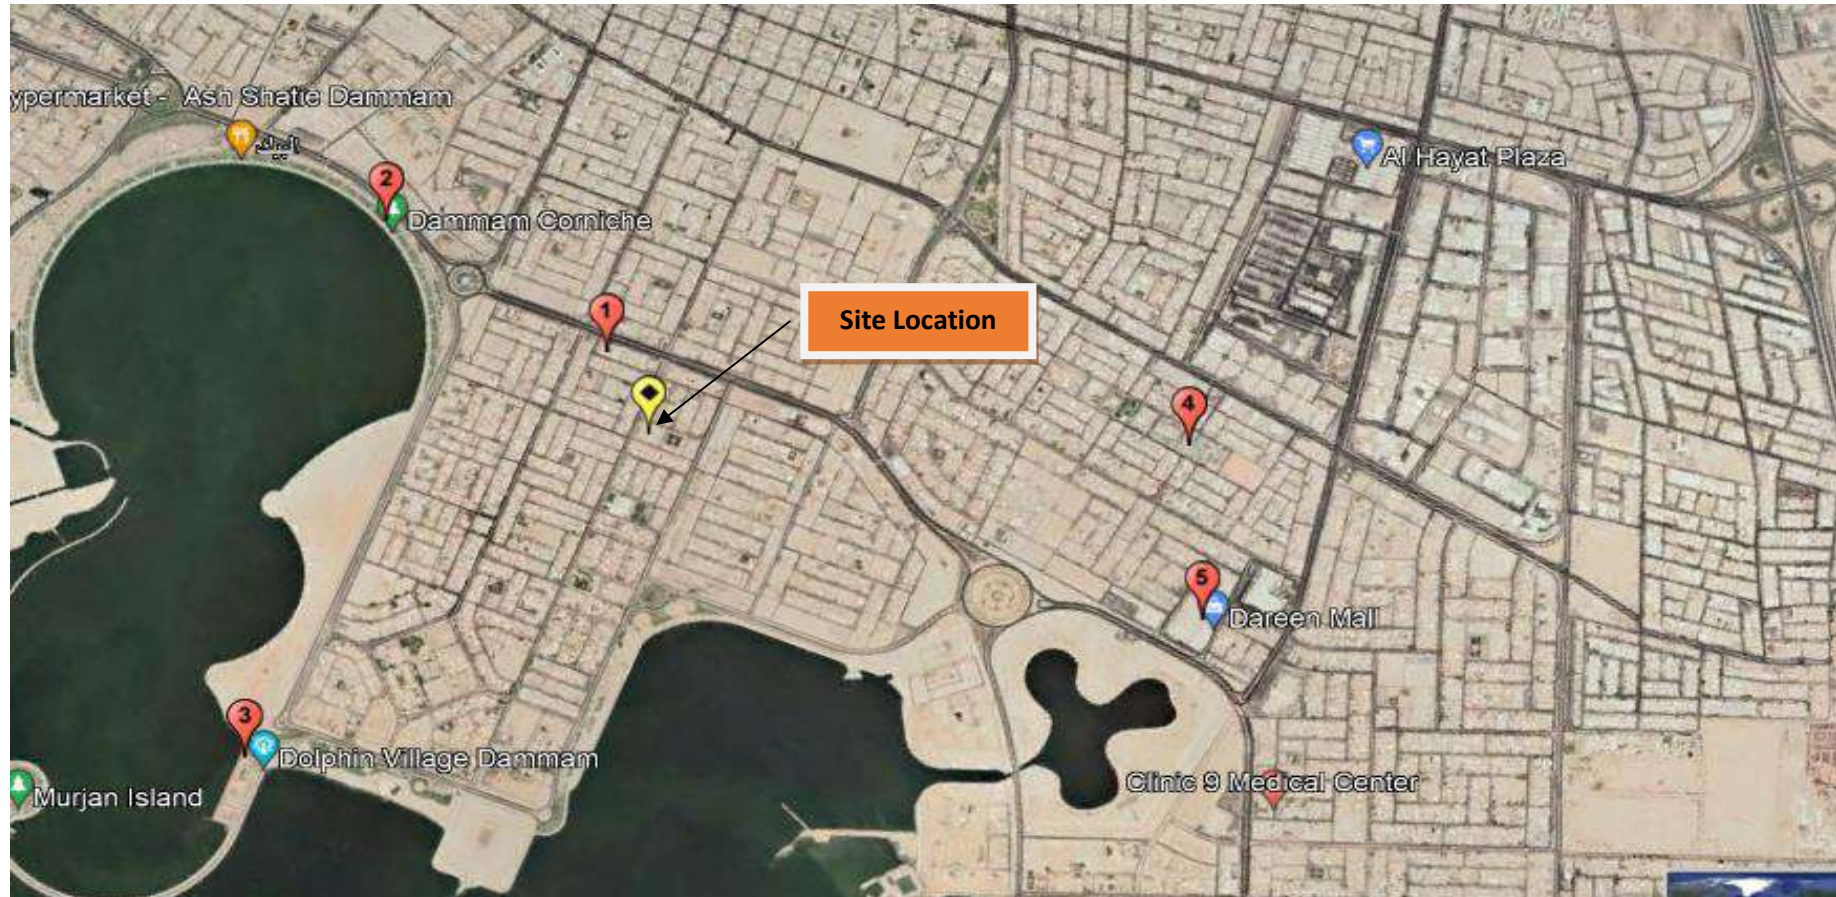 ypermarket - Ash Shatie Dammam
البيك
2
Dammam Corniche
Al Hayat Plaza
1
Site Location
4
5
Dareen Mall
3
Dolphin Village Dammam
Murjan Island
Clinic 9 Medical Center